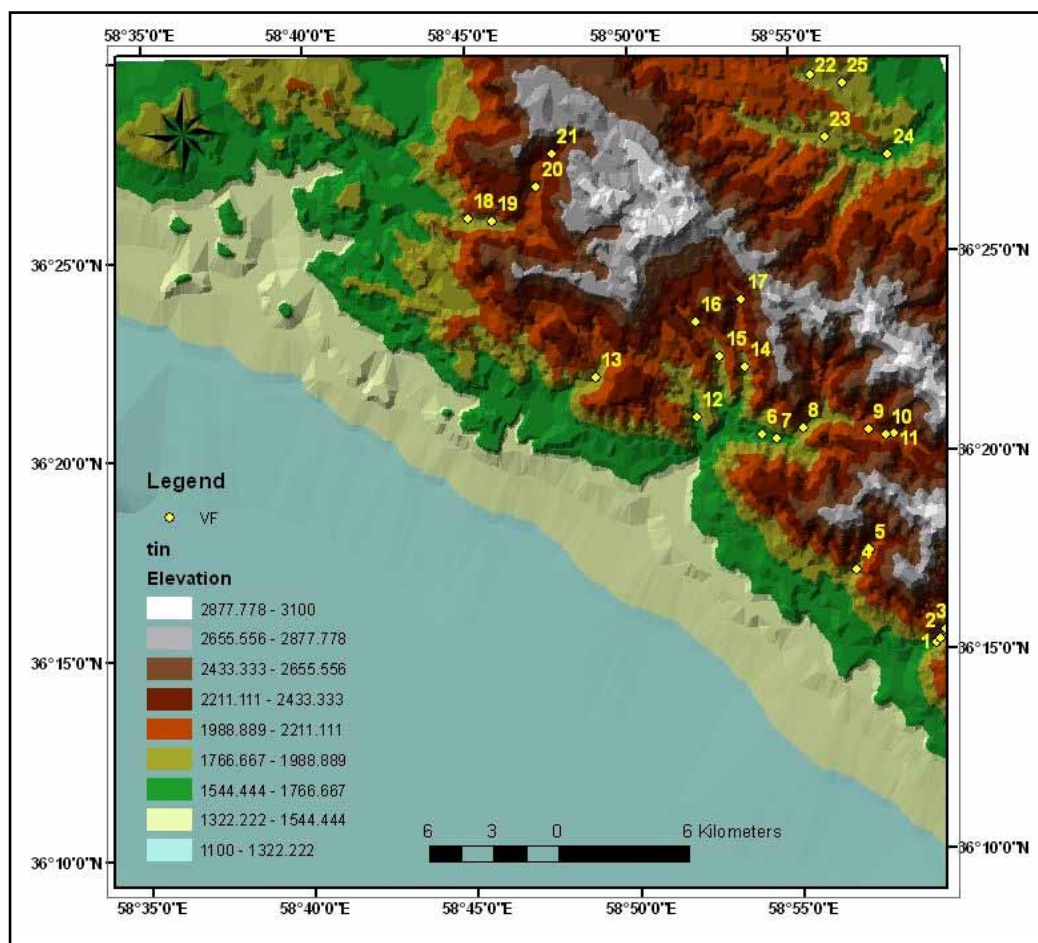 58°35'0"E 58°40'0"E 58°45'0"E 58°50'0"E 58°55'0"E
22 25
23
24
21
20
18 19
36°25'0"N 36°25'0"N
17
16
15
14
13
12
6 7 8 9 10
11
36°20'0"N 36°20'0"N
Legend
VF
tin
Elevation
2877.778 - 3100
2655.556 - 2877.778
2433.333 - 2655.556
2211.111 - 2433.333
1988.889 - 2211.111
1766.667 - 1988.889
1544.444 - 1766.667
1322.222 - 1544.444
1100 - 1322.222
5
4
3
2
1
36°15'0"N 36°15'0"N
6 3 0 6 Kilometers
36°10'0"N 36°10'0"N
58°35'0"E 58°40'0"E 58°45'0"E 58°50'0"E 58°55'0"E